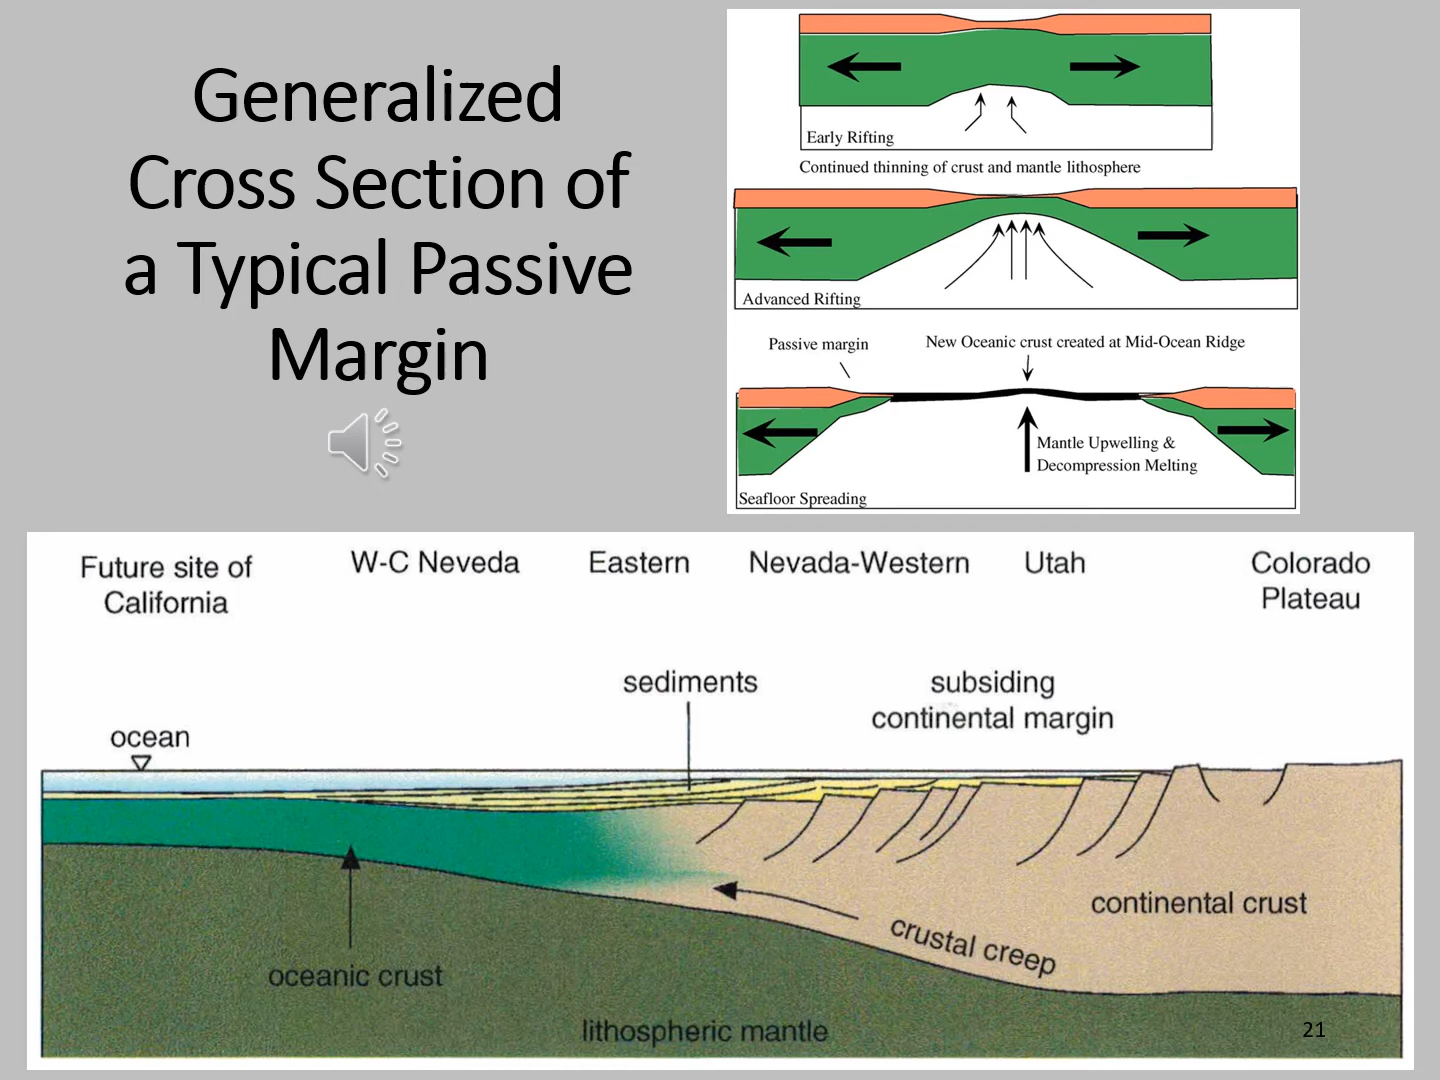 Generalized
Cross Section of
a Typical Passive
Margin
Early Rifting
Continued thinning of crust and mantle lithosphere
Advanced Rifting
Passive margin
New Oceanic crust created at Mid-Ocean Ridge
Mantle Upwelling &
Decompression Melting
Seafloor Spreading
Future site of
California
W-C Neveda
Eastern
Nevada-Western
Utah
Colorado
Plateau
sediments
subsiding
continental margin
ocean
continental crust
crustal creep
oceanic crust
lithospheric mantle
21